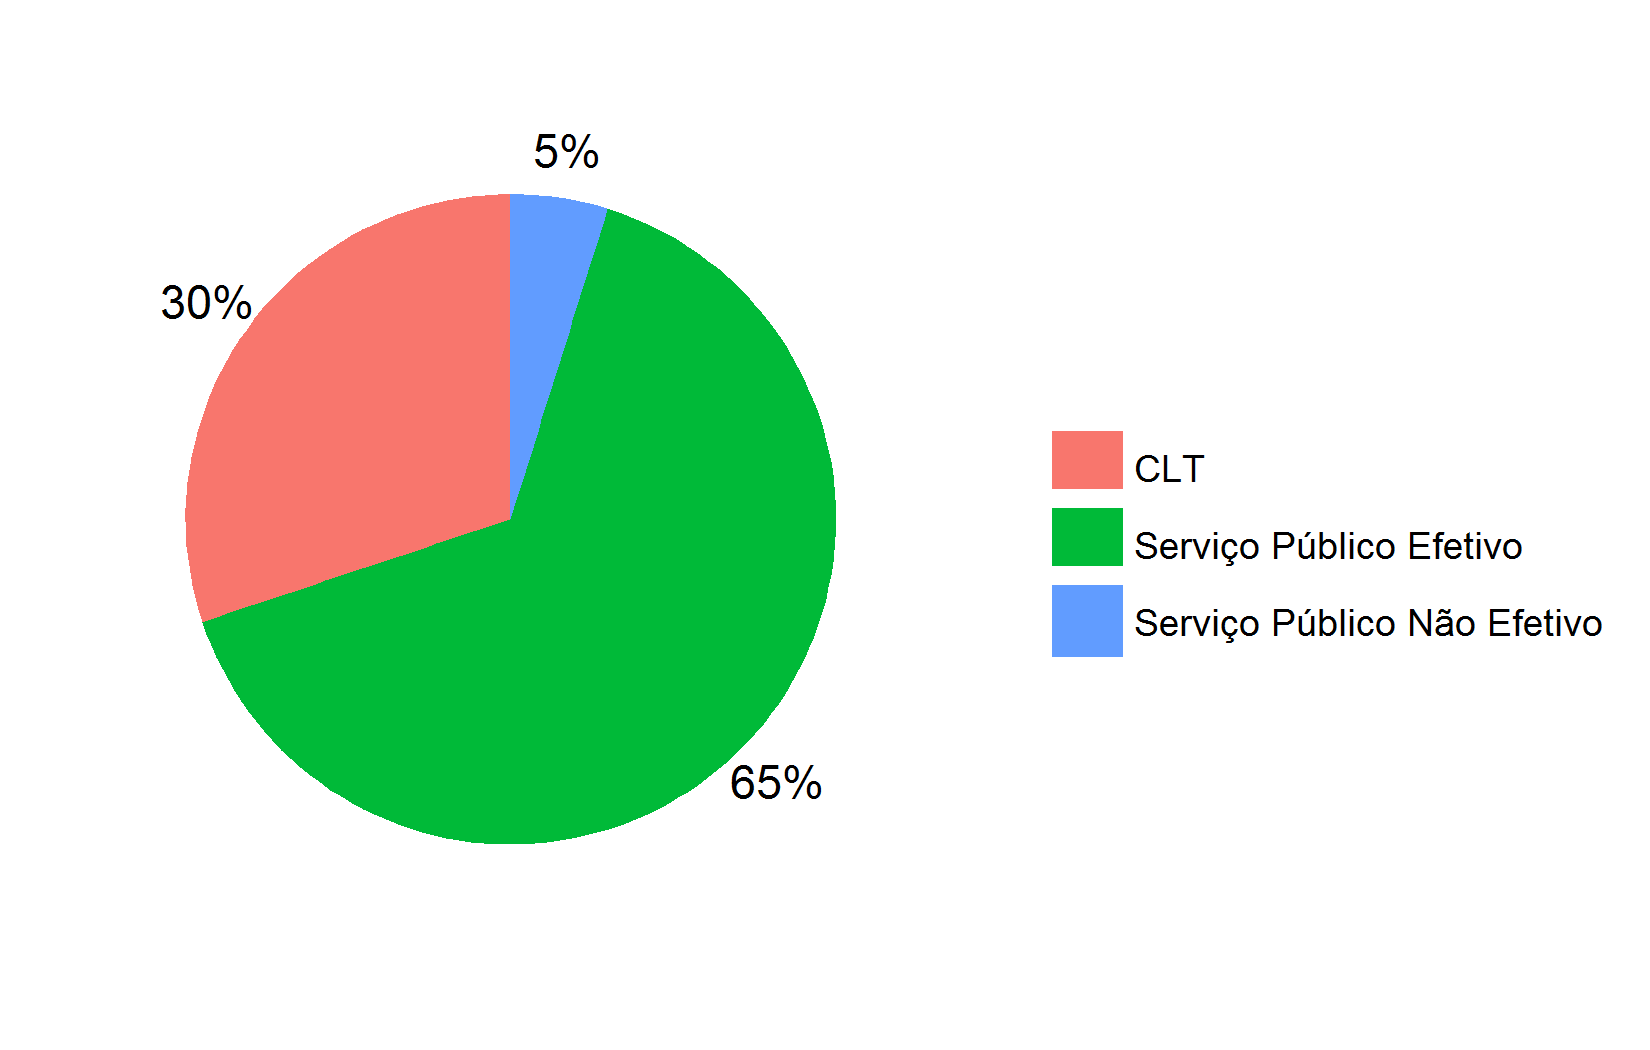 5%
30%
65%
CLT
Serviço Público Efetivo
Serviço Público Não Efetivo